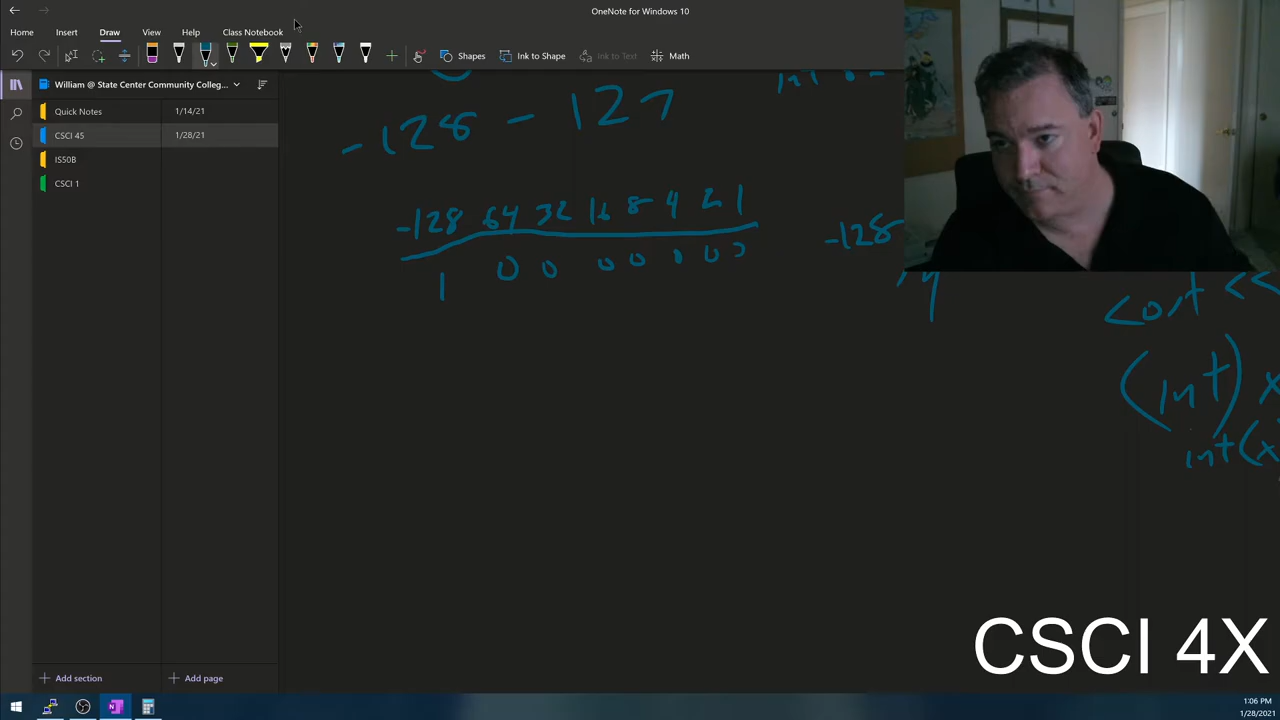 OneNote for Windows 10
Home Insert Draw View Help Class Notebook
Shapes Ink to Shape Ink to Text Math
William @ State Center Community Colleg...
Quick Notes 1/14/21
CSCI 45 1/28/21
IS50B
CSCI 1
-128 - 127
-128 64 32 16 8 4 2 1
1 0 0 0 0 0 0 0
-128
cout <<
(int) x
int(x
CSCI 4X
Add section Add page
1:06 PM
1/28/2021